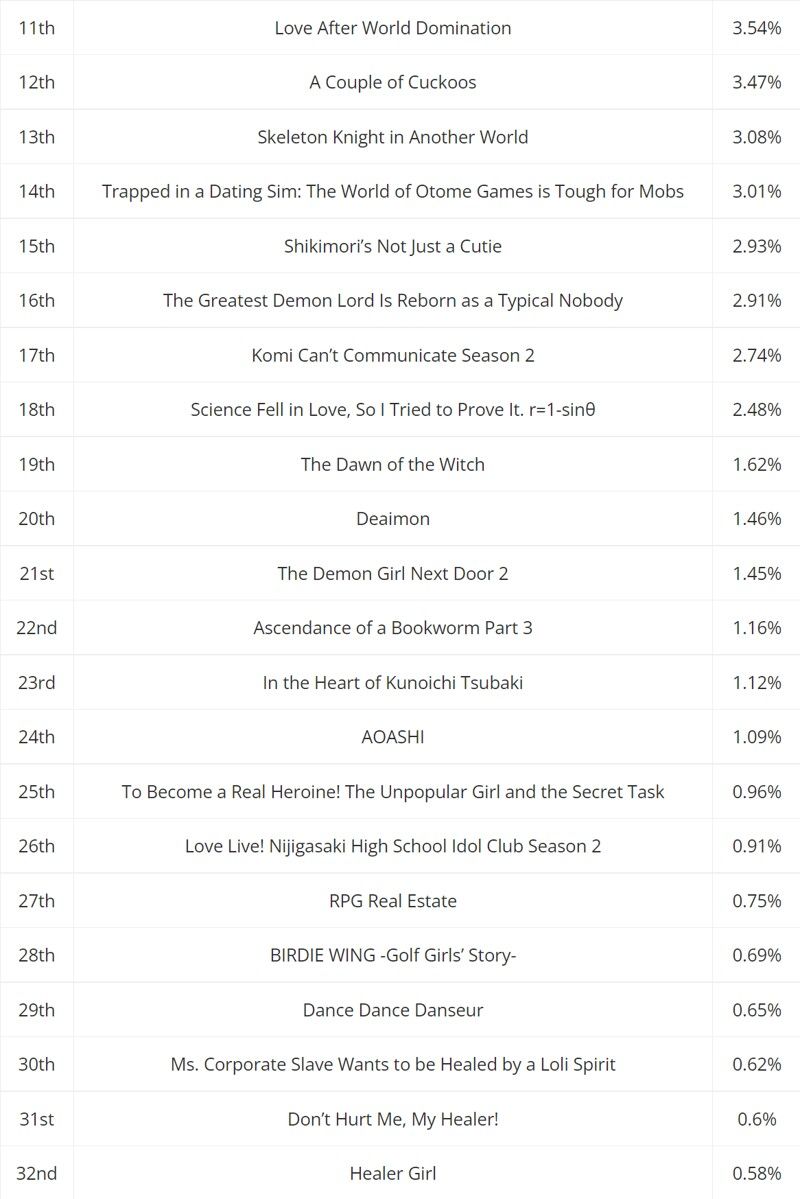 11th Love After World Domination 3.54%
12th A Couple of Cuckoos 3.47%
13th Skeleton Knight in Another World 3.08%
14th Trapped in a Dating Sim: The World of Otome Games is Tough for Mobs 3.01%
15th Shikimori’s Not Just a Cutie 2.93%
16th The Greatest Demon Lord Is Reborn as a Typical Nobody 2.91%
17th Komi Can’t Communicate Season 2 2.74%
18th Science Fell in Love, So I Tried to Prove It. r=1-sinθ 2.48%
19th The Dawn of the Witch 1.62%
20th Deaimon 1.46%
21st The Demon Girl Next Door 2 1.45%
22nd Ascendance of a Bookworm Part 3 1.16%
23rd In the Heart of Kunoichi Tsubaki 1.12%
24th AOASHI 1.09%
25th To Become a Real Heroine! The Unpopular Girl and the Secret Task 0.96%
26th Love Live! Nijigasaki High School Idol Club Season 2 0.91%
27th RPG Real Estate 0.75%
28th BIRDIE WING -Golf Girls’ Story- 0.69%
29th Dance Dance Danseur 0.65%
30th Ms. Corporate Slave Wants to be Healed by a Loli Spirit 0.62%
31st Don’t Hurt Me, My Healer! 0.6%
32nd Healer Girl 0.58%